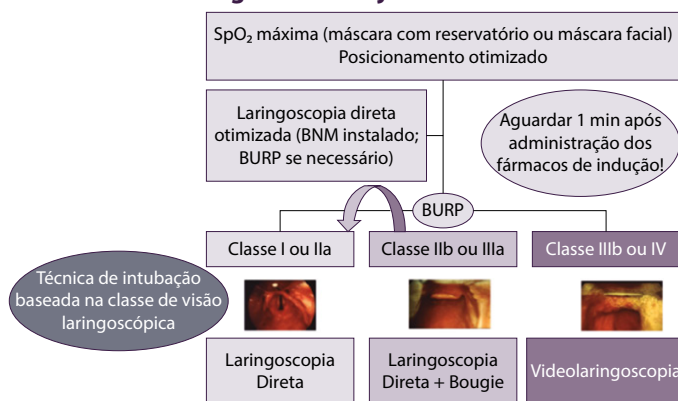 SpO₂ máxima (máscara com reservatório ou máscara facial)
Posicionamento otimizado
Laringoscopia direta
otimizada (BNM instalado;
BURP se necessário)
Aguardar 1 min após
administração dos
fármacos de indução!
BURP
Classe I ou IIa
Classe IIb ou IIIa
Classe IIIb ou IV
Técnica de intubação
baseada na classe de visão
laringoscópica
Laringoscopia
Direta
Laringoscopia
Direta + Bougie
Videolaringoscopia